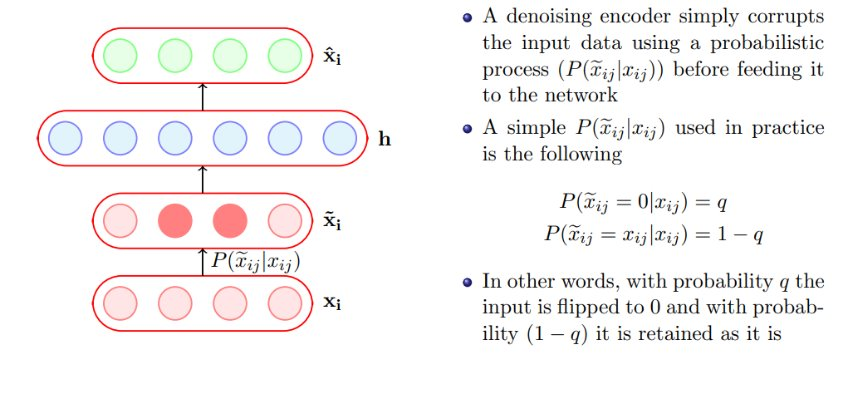 x̂ᵢ
h
x̃ᵢ
P(x̃ᵢⱼ|xᵢⱼ)
xᵢ
• A denoising encoder simply corrupts
the input data using a probabilistic
process (P(x̃ᵢⱼ|xᵢⱼ)) before feeding it
to the network
• A simple P(x̃ᵢⱼ|xᵢⱼ) used in practice
is the following
P(x̃ᵢⱼ = 0|xᵢⱼ) = q
P(x̃ᵢⱼ = xᵢⱼ|xᵢⱼ) = 1 − q
• In other words, with probability q the
input is flipped to 0 and with probab-
ility (1 − q) it is retained as it is